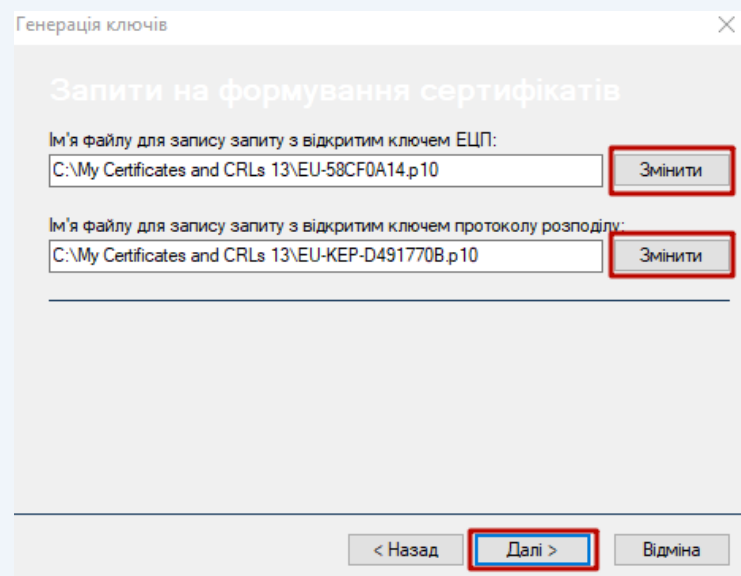 Генерація ключів
Запити на формування сертифікатів
Ім'я файлу для запису запиту з відкритим ключем ЕЦП:
C:\My Certificates and CRLs 13\EU-58CF0A14.p10
Змінити
Ім'я файлу для запису запиту з відкритим ключем протоколу розподілу:
C:\My Certificates and CRLs 13\EU-KEP-D491770B.p10
Змінити
< Назад
Далі >
Відміна